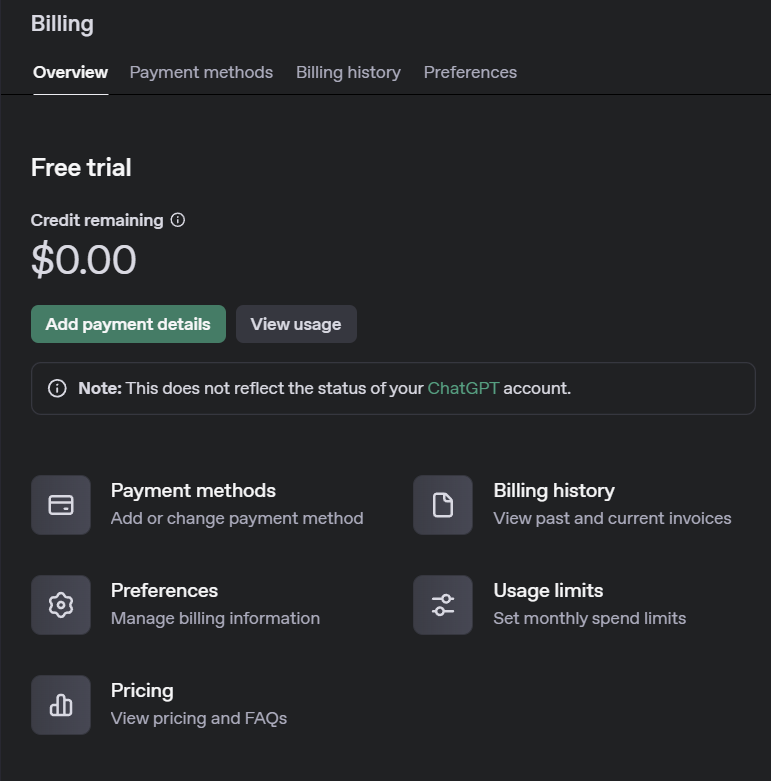 Billing
Overview Payment methods Billing history Preferences
Free trial
Credit remaining
$0.00
Add payment details View usage
Note: This does not reflect the status of your ChatGPT account.
Payment methods
Add or change payment method
Billing history
View past and current invoices
Preferences
Manage billing information
Usage limits
Set monthly spend limits
Pricing
View pricing and FAQs